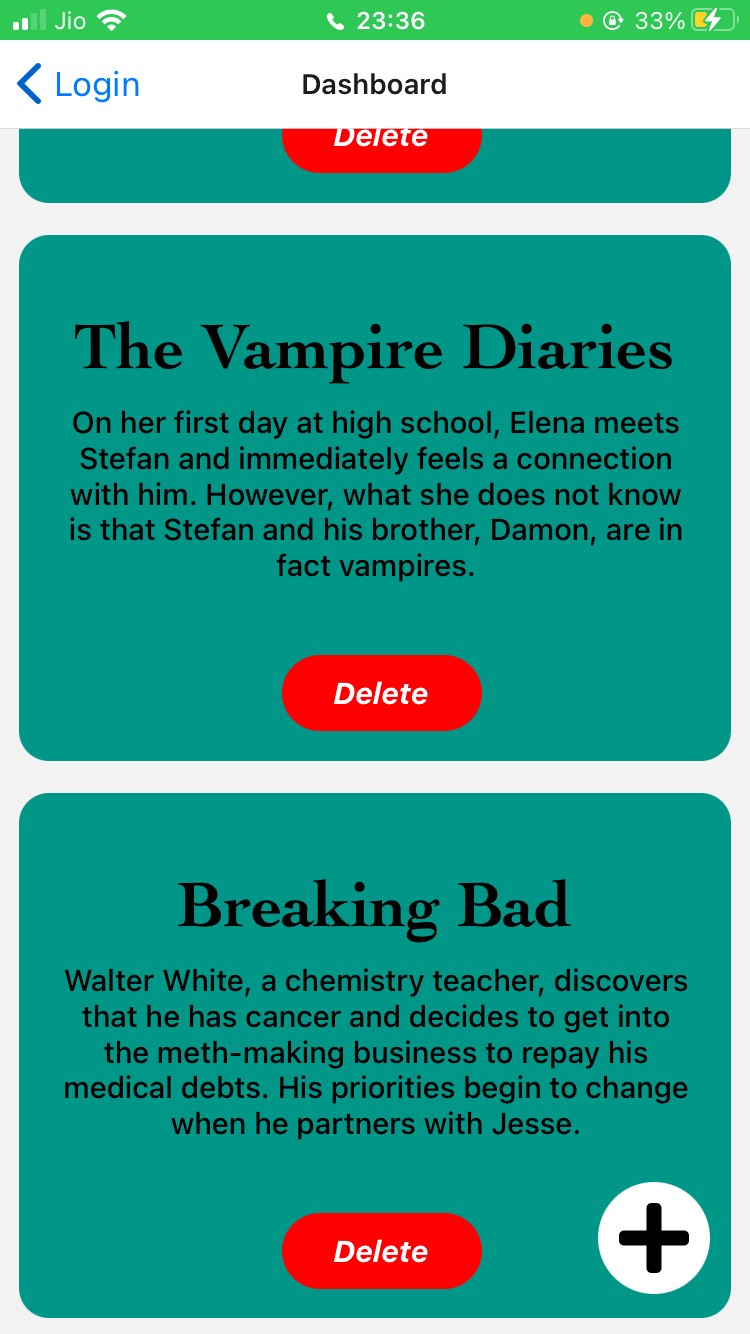 Jio 23:36 33%
Login Dashboard
Delete
The Vampire Diaries
On her first day at high school, Elena meets
Stefan and immediately feels a connection
with him. However, what she does not know
is that Stefan and his brother, Damon, are in
fact vampires.
Delete
Breaking Bad
Walter White, a chemistry teacher, discovers
that he has cancer and decides to get into
the meth-making business to repay his
medical debts. His priorities begin to change
when he partners with Jesse.
Delete